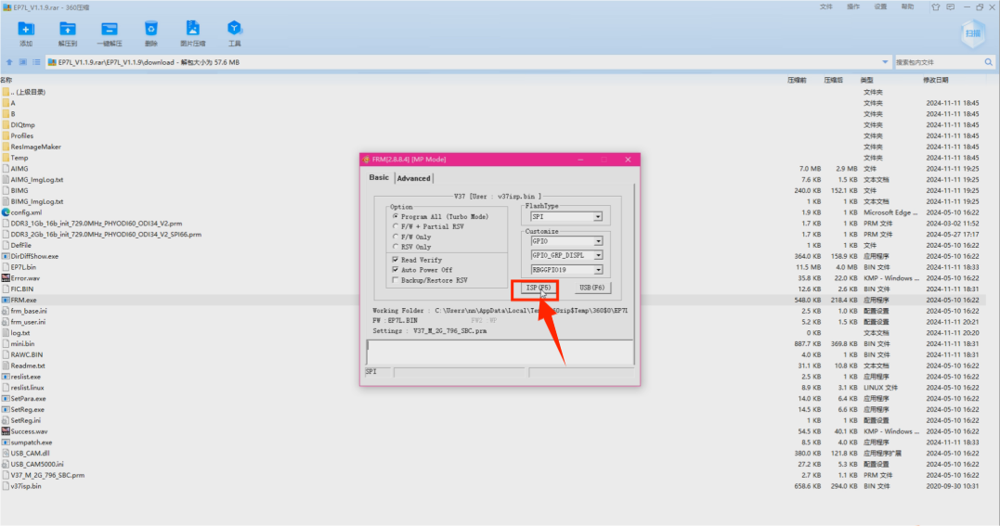 EP7L_V1.1.9.rar - 360压缩
文件 操作 设置 帮助
添加 解压到 一键解压 删除 图片压缩 工具 扫描
EP7L_V1.1.9.rar\EP7L_V1.1.9\download - 解包大小为 57.6 MB 搜索包内文件
名称 压缩前 压缩后 类型 修改日期
.. (上级目录) 文件夹
A 文件夹 2024-11-11 18:45
B 文件夹 2024-11-11 18:45
DIQtmp 文件夹 2024-11-11 18:45
Profiles 文件夹 2024-11-11 18:45
ResImageMaker 文件夹 2024-11-11 18:45
Temp 文件夹 2024-11-11 18:45
AIMG 7.0 MB 2.9 MB 文件 2024-11-11 19:25
AIMG_ImgLog.txt 7.6 KB 1.5 KB 文本文档 2024-11-11 19:25
BIMG 240.0 KB 152.1 KB 文件 2024-11-11 19:25
BIMG_ImgLog.txt 1 KB 1 KB 文本文档 2024-11-11 19:25
config.xml 1.9 KB 1 KB Microsoft Edge ... 2024-05-10 16:22
DDR3_1Gb_16b_init_729.0MHz_PHYODI60_ODI34_V2.prm 1.7 KB 1 KB PRM 文件 2024-03-02 11:52
DDR3_2Gb_16b_init_729.0MHz_PHYODI60_ODI34_V2_SPI66.prm 1.7 KB 1 KB PRM 文件 2024-05-27 17:17
DefFile 1 KB 1 KB 文件 2024-05-10 16:22
DirDiffShow.exe 364.0 KB 158.9 KB 应用程序 2024-05-10 16:22
EP7L.bin 11.5 MB 4.0 MB BIN 文件 2024-11-11 18:31
Error.wav 35.8 KB 22.0 KB KMP - Windows ... 2024-05-10 16:22
FIC.BIN 12.6 KB 2.6 KB BIN 文件 2024-11-11 18:31
FRM.exe 548.0 KB 218.4 KB 应用程序 2024-05-10 16:22
frm_base.ini 2.5 KB 1.0 KB 配置设置 2024-05-10 16:22
frm_user.ini 5.2 KB 1.5 KB 配置设置 2024-11-11 20:21
log.txt 0 KB 文本文档 2024-11-11 20:20
mini.bin 887.7 KB 369.8 KB BIN 文件 2024-11-11 18:31
RAWC.BIN 4.0 KB 1 KB BIN 文件 2024-11-11 18:31
Readme.txt 31.1 KB 10.8 KB 文本文档 2024-05-10 16:22
reslist.exe 2.5 KB 1 KB 应用程序 2024-05-10 16:22
reslist.linux 8.9 KB 3.1 KB LINUX 文件 2024-05-10 16:22
SetPara.exe 14.0 KB 6.4 KB 应用程序 2024-05-10 16:22
SetReg.exe 14.5 KB 6.6 KB 应用程序 2024-05-10 16:22
SetReg.ini 1 KB 1 KB 配置设置 2024-05-10 16:22
Success.wav 54.5 KB 40.1 KB KMP - Windows ... 2024-05-10 16:22
sumpatch.exe 8.5 KB 4.0 KB 应用程序 2024-11-11 18:33
USB_CAM.dll 380.0 KB 121.8 KB 应用程序扩展 2024-05-10 16:22
USB_CAM5000.ini 27.2 KB 5.3 KB 配置设置 2024-05-10 16:22
V37_M_2G_796_SBC.prm 2.7 KB 1.1 KB PRM 文件 2024-05-10 16:22
v37isp.bin 658.6 KB 294.0 KB BIN 文件 2020-09-30 10:31
FRM[2.8.8.4] [MP Mode]
Basic Advanced
V37 [User : v37isp.bin ]
Option
Program All (Turbo Mode)
F/W + Partial RSV
F/W Only
RSV Only
Read Verify
Auto Power Off
Backup/Restore RSV
FlashType
SPI
Customize
GPIO
GPIO_GRP_DISPL
RBGGPIO19
ISP(F5) USB(F6)
Working Folder : C:\Users\nn\AppData\Local\Temp\360zip$Temp\360$0\EP7L
FW : EP7L.BIN FW2 WP
Settings : V37_M_2G_796_SBC.prm
SPI